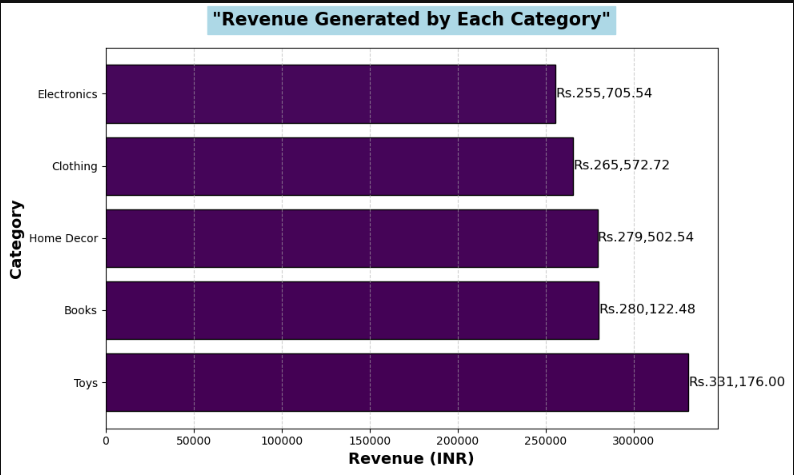 "Revenue Generated by Each Category"
Electronics Rs.255,705.54
Clothing Rs.265,572.72
Home Decor Rs.279,502.54
Books Rs.280,122.48
Toys Rs.331,176.00
Category
0 50000 100000 150000 200000 250000 300000
Revenue (INR)